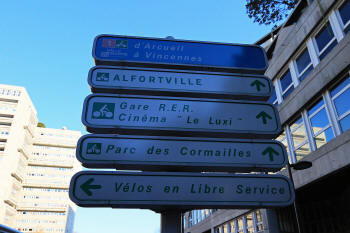 d'Arcueil
à Vincennes
ALFORTVILLE
Gare R.E.R.
Cinéma "Le Luxi"
Parc des Cormailles
Vélos en Libre Service